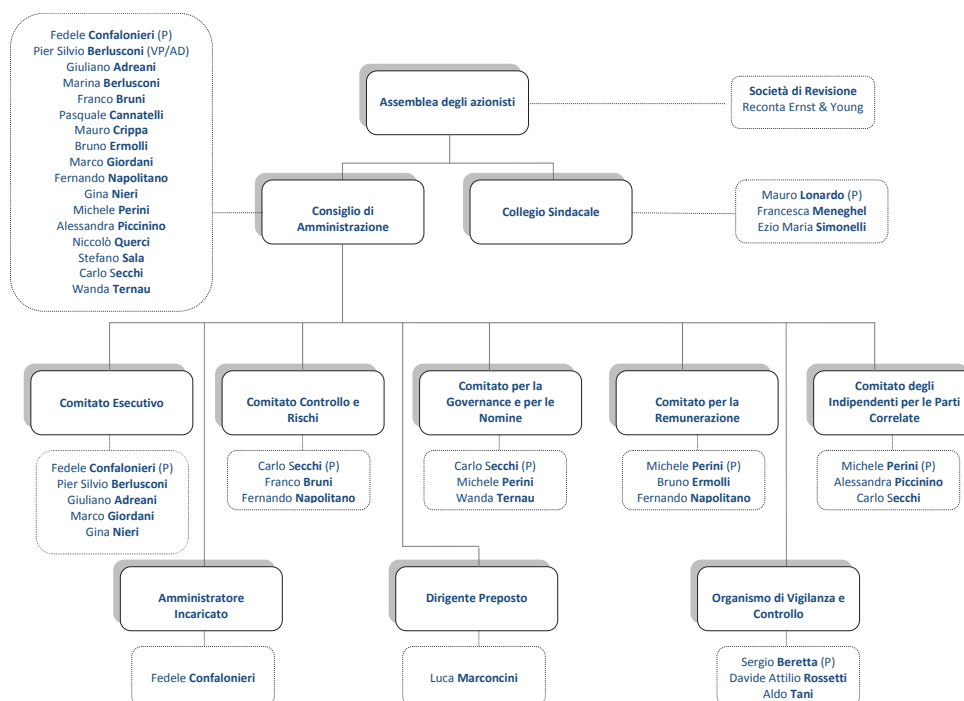 Fedele Confalonieri (P)
Pier Silvio Berlusconi (VP/AD)
Giuliano Adreani
Marina Berlusconi
Franco Bruni
Pasquale Cannatelli
Mauro Crippa
Bruno Ermolli
Marco Giordani
Fernando Napolitano
Gina Nieri
Michele Perini
Alessandra Piccinino
Niccolò Querci
Stefano Sala
Carlo Secchi
Wanda Ternau
Assemblea degli azionisti
Società di Revisione
Reconta Ernst & Young
Consiglio di
Amministrazione
Collegio Sindacale
Mauro Lonardo (P)
Francesca Meneghel
Ezio Maria Simonelli
Comitato Esecutivo
Comitato Controllo e
Rischi
Comitato per la
Governance e per le
Nomine
Comitato per la
Remunerazione
Comitato degli
Indipendenti per le Parti
Correlate
Fedele Confalonieri (P)
Pier Silvio Berlusconi
Giuliano Adreani
Marco Giordani
Gina Nieri
Carlo Secchi (P)
Franco Bruni
Fernando Napolitano
Carlo Secchi (P)
Michele Perini
Wanda Ternau
Michele Perini (P)
Bruno Ermolli
Fernando Napolitano
Michele Perini (P)
Alessandra Piccinino
Carlo Secchi
Amministratore
Incaricato
Dirigente Preposto
Organismo di Vigilanza e
Controllo
Fedele Confalonieri
Luca Marconcini
Sergio Beretta (P)
Davide Attilio Rossetti
Aldo Tani